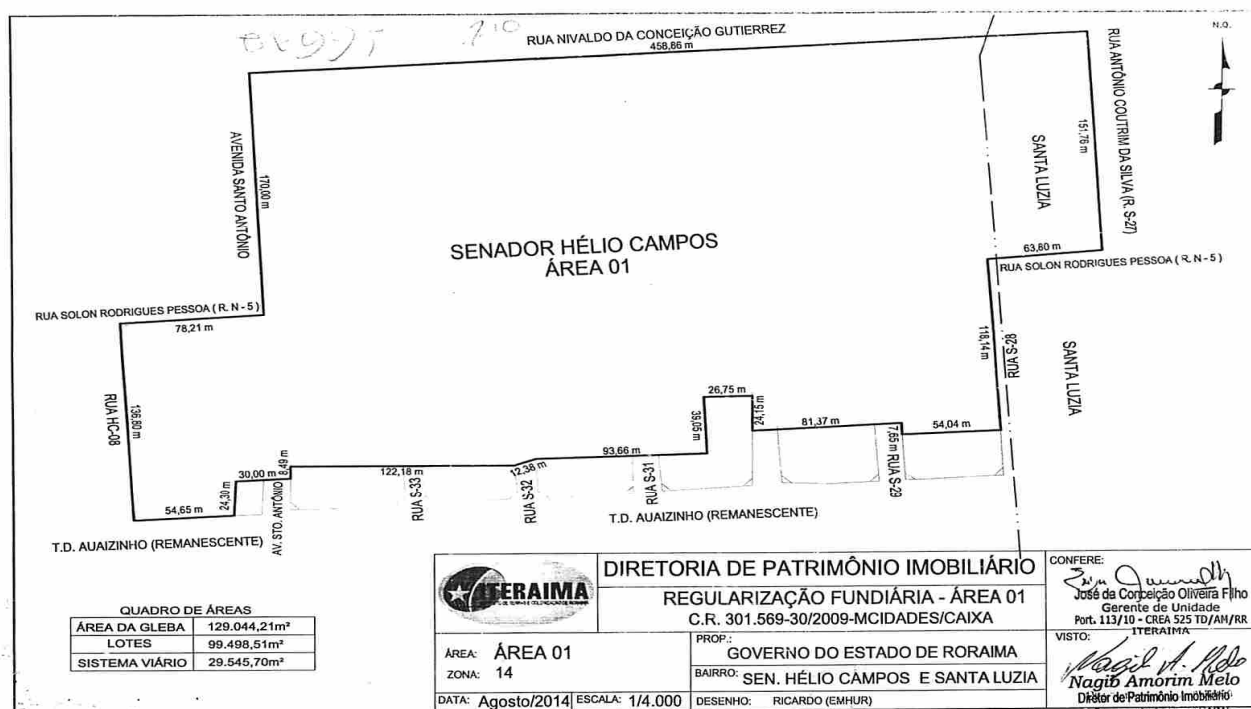 RUA NIVALDO DA CONCEIÇÃO GUTIERREZ
458,86 m
N.Q.
RUA ANTÔNIO COUTRIM DA SILVA (R. S-27)
151,76 m
AVENIDA SANTO ANTÔNIO
170,00 m
SANTA LUZIA
SENADOR HÉLIO CAMPOS
ÁREA 01
63,80 m
RUA SOLON RODRIGUES PESSOA ( R. N - 5 )
RUA SOLON RODRIGUES PESSOA ( R. N - 5 )
78,21 m
118,14 m
RUA S-28
SANTA LUZIA
RUA HC-08
136,80 m
26,75 m
39,05 m
24,15 m
81,37 m
7,65 m
RUA S-29
54,04 m
93,66 m
RUA S-31
12,38 m
RUA S-32
122,18 m
RUA S-33
8,49 m
30,00 m
24,30 m
54,65 m
AV. STO. ANTÔNIO
T.D. AUAIZINHO (REMANESCENTE)
T.D. AUAIZINHO (REMANESCENTE)
QUADRO DE ÁREAS
ÁREA DA GLEBA 129.044,21m²
LOTES 99.498,51m²
SISTEMA VIÁRIO 29.545,70m²
ITERAIMA
DIRETORIA DE PATRIMÔNIO IMOBILIÁRIO
REGULARIZAÇÃO FUNDIÁRIA - ÁREA 01
C.R. 301.569-30/2009-MCIDADES/CAIXA
ÁREA: ÁREA 01
ZONA: 14
PROP.: GOVERNO DO ESTADO DE RORAIMA
BAIRRO: SEN. HÉLIO CAMPOS E SANTA LUZIA
DATA: Agosto/2014 ESCALA: 1/4.000 DESENHO: RICARDO (EMHUR)
CONFERE:
José da Conceição Oliveira Filho
Gerente de Unidade
Port. 113/10 - CREA 525 TD/AM/RR
ITERAIMA
VISTO:
Nagib Amorim Melo
Diretor de Patrimônio Imobiliário